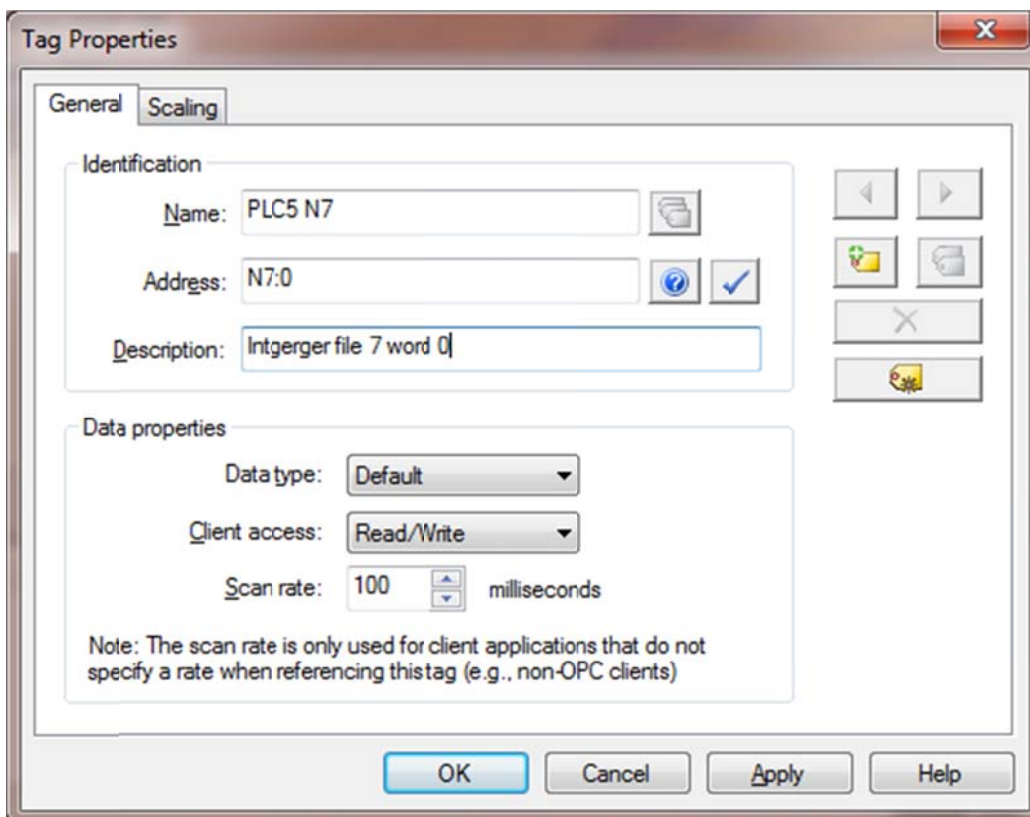 Tag Properties
General Scaling
Identification
Name: PLC5 N7
Address: N7:0
Description: Intgerger file 7 word 0
Data properties
Data type: Default
Client access: Read/Write
Scan rate: 100 milliseconds
Note: The scan rate is only used for client applications that do not
specify a rate when referencing this tag (e.g., non-OPC clients)
OK Cancel Apply Help